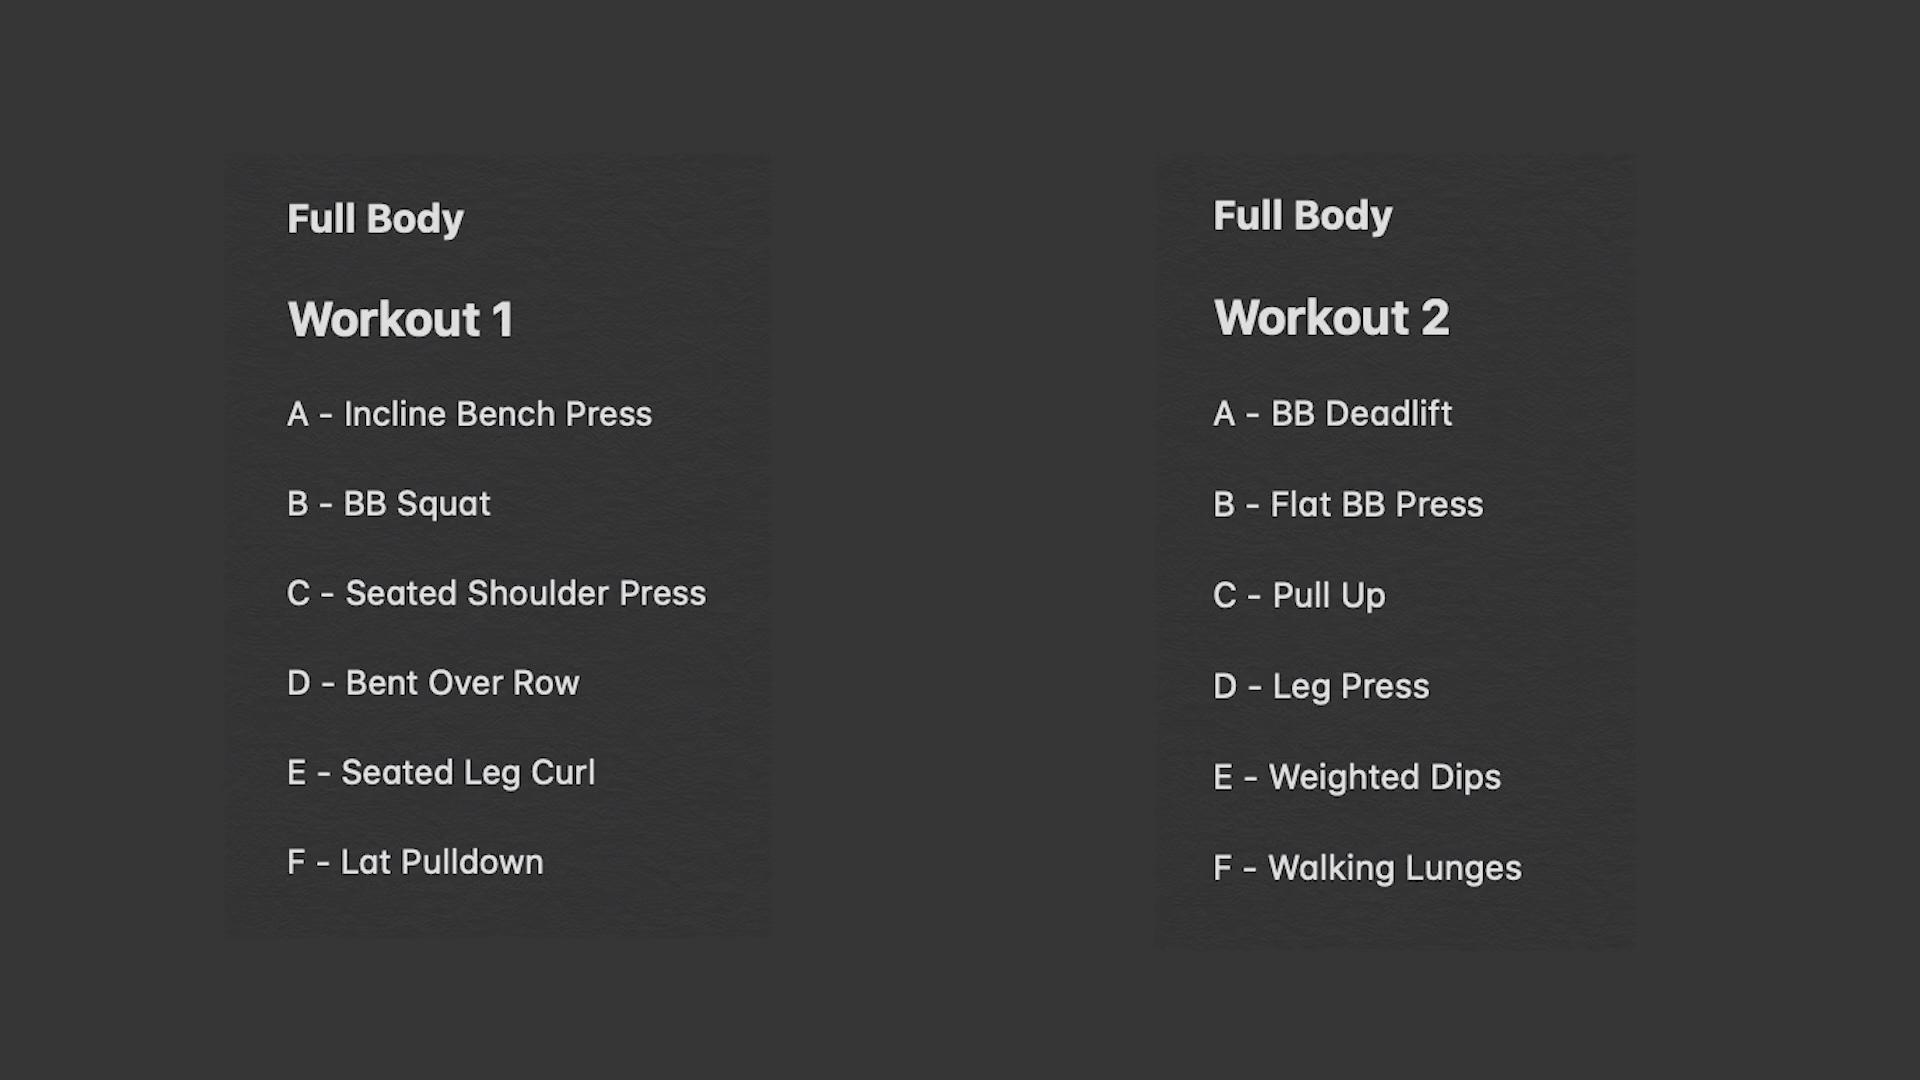 Full Body
Workout 1
A - Incline Bench Press
B - BB Squat
C - Seated Shoulder Press
D - Bent Over Row
E - Seated Leg Curl
F - Lat Pulldown
Full Body
Workout 2
A - BB Deadlift
B - Flat BB Press
C - Pull Up
D - Leg Press
E - Weighted Dips
F - Walking Lunges